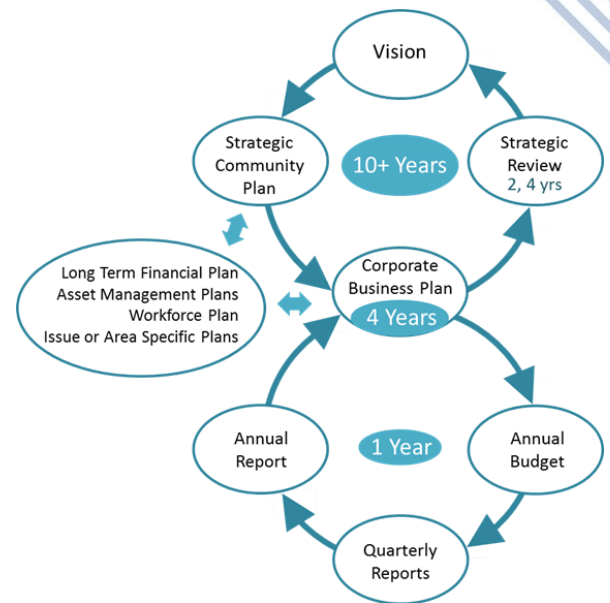 Vision
Strategic
Community
Plan
10+ Years
Strategic
Review
2, 4 yrs
Long Term Financial Plan
Asset Management Plans
Workforce Plan
Issue or Area Specific Plans
Corporate
Business Plan
4 Years
Annual
Report
1 Year
Annual
Budget
Quarterly
Reports